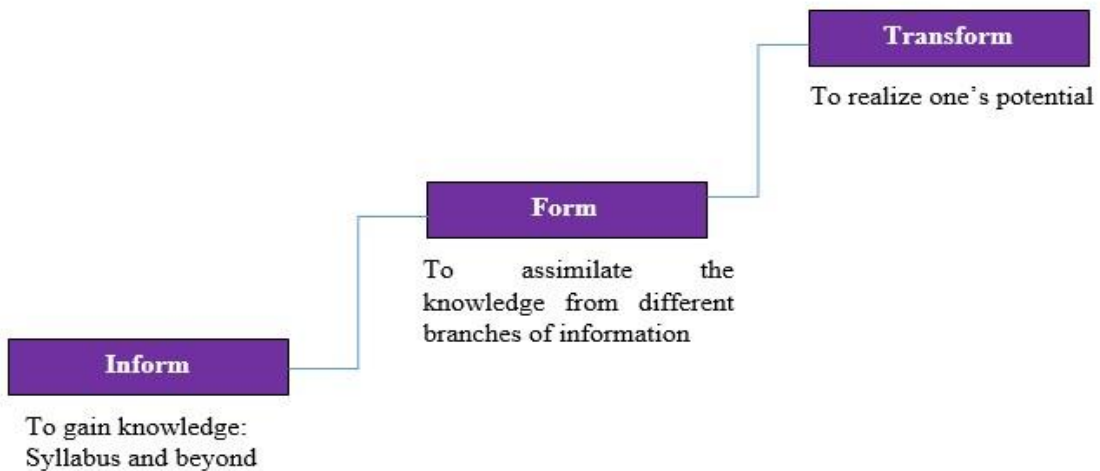 Transform
To realize one's potential
Form
To assimilate the
knowledge from different
branches of information
Inform
To gain knowledge:
Syllabus and beyond